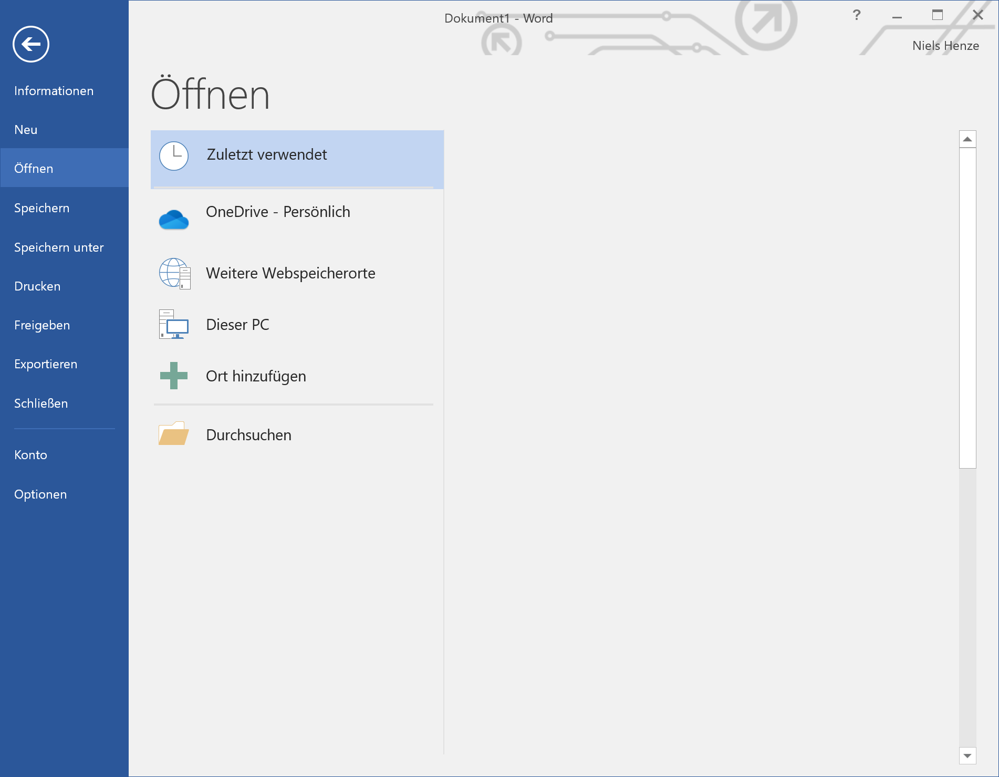 Dokument1 - Word
?
Niels Henze
Informationen
Neu
Öffnen
Speichern
Speichern unter
Drucken
Freigeben
Exportieren
Schließen
Konto
Optionen
Öffnen
Zuletzt verwendet
OneDrive - Persönlich
Weitere Webspeicherorte
Dieser PC
Ort hinzufügen
Durchsuchen